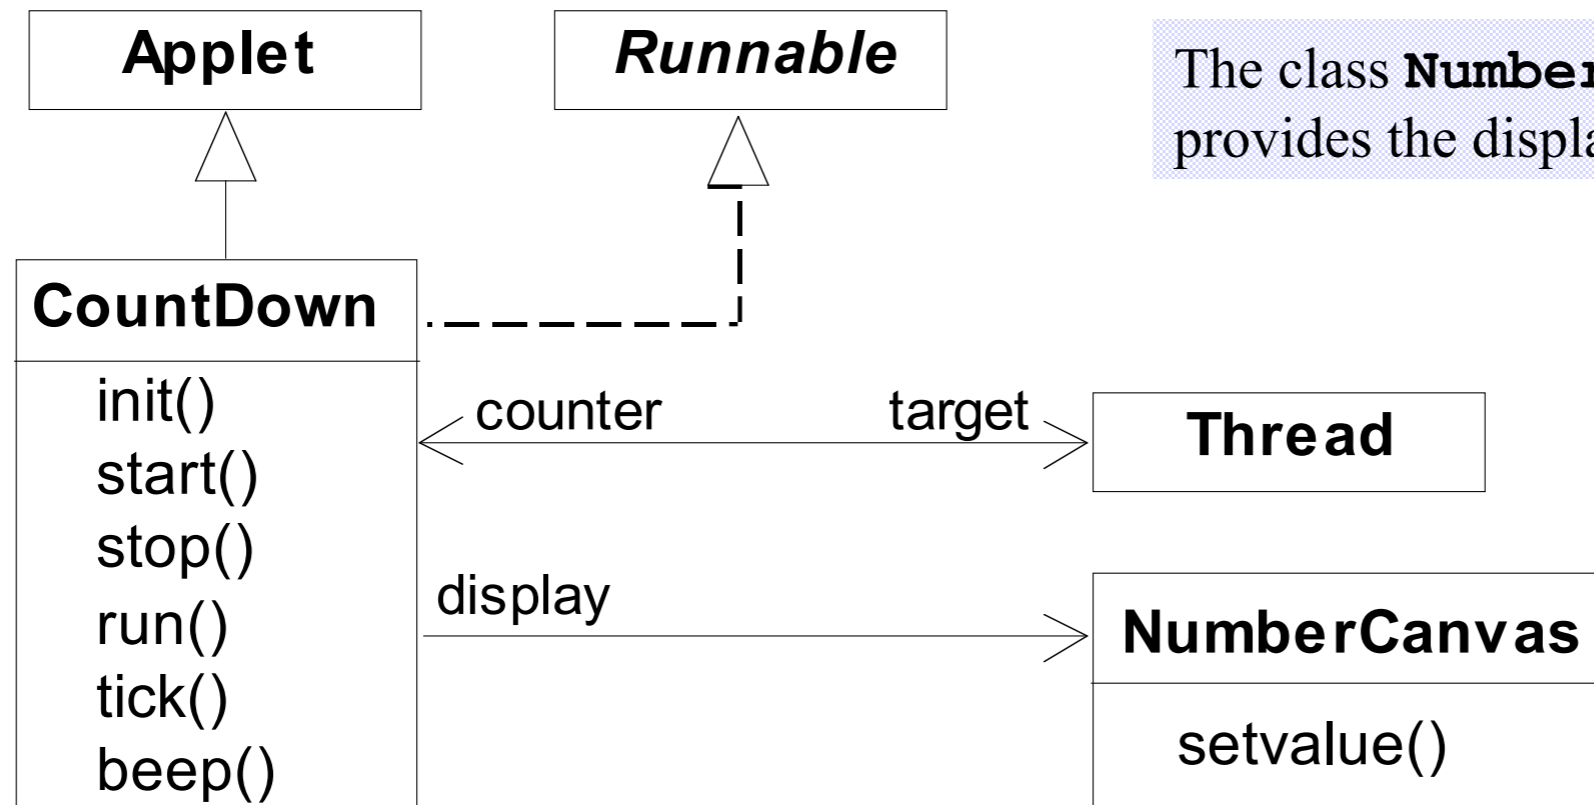 Applet
Runnable
The class Number
provides the displa
CountDown
init()
start()
stop()
run()
tick()
beep()
counter
target
Thread
display
NumberCanvas
setvalue()